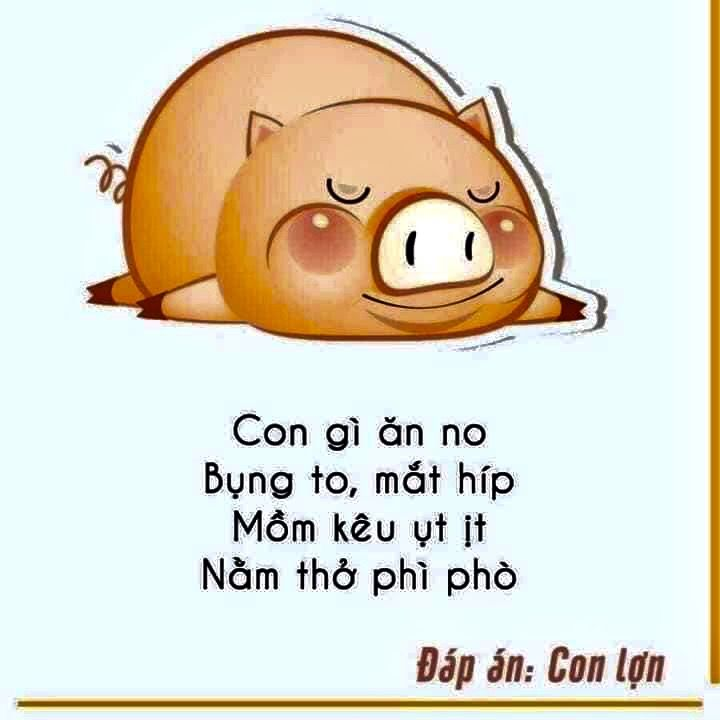 Con gì ăn no
Bụng to, mắt híp
Mồm kêu ụt ịt
Nằm thở phì phò
Đáp án: Con lợn